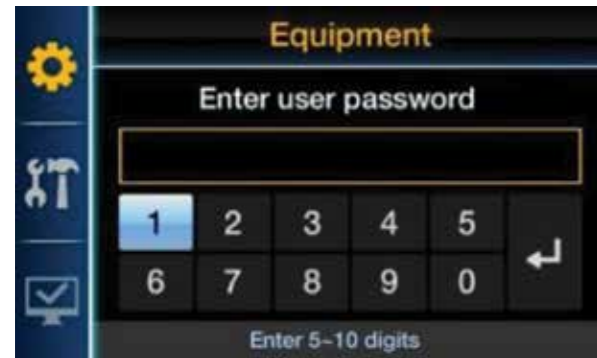 Equipment
Enter user password
1 2 3 4 5
6 7 8 9 0
Enter 5~10 digits